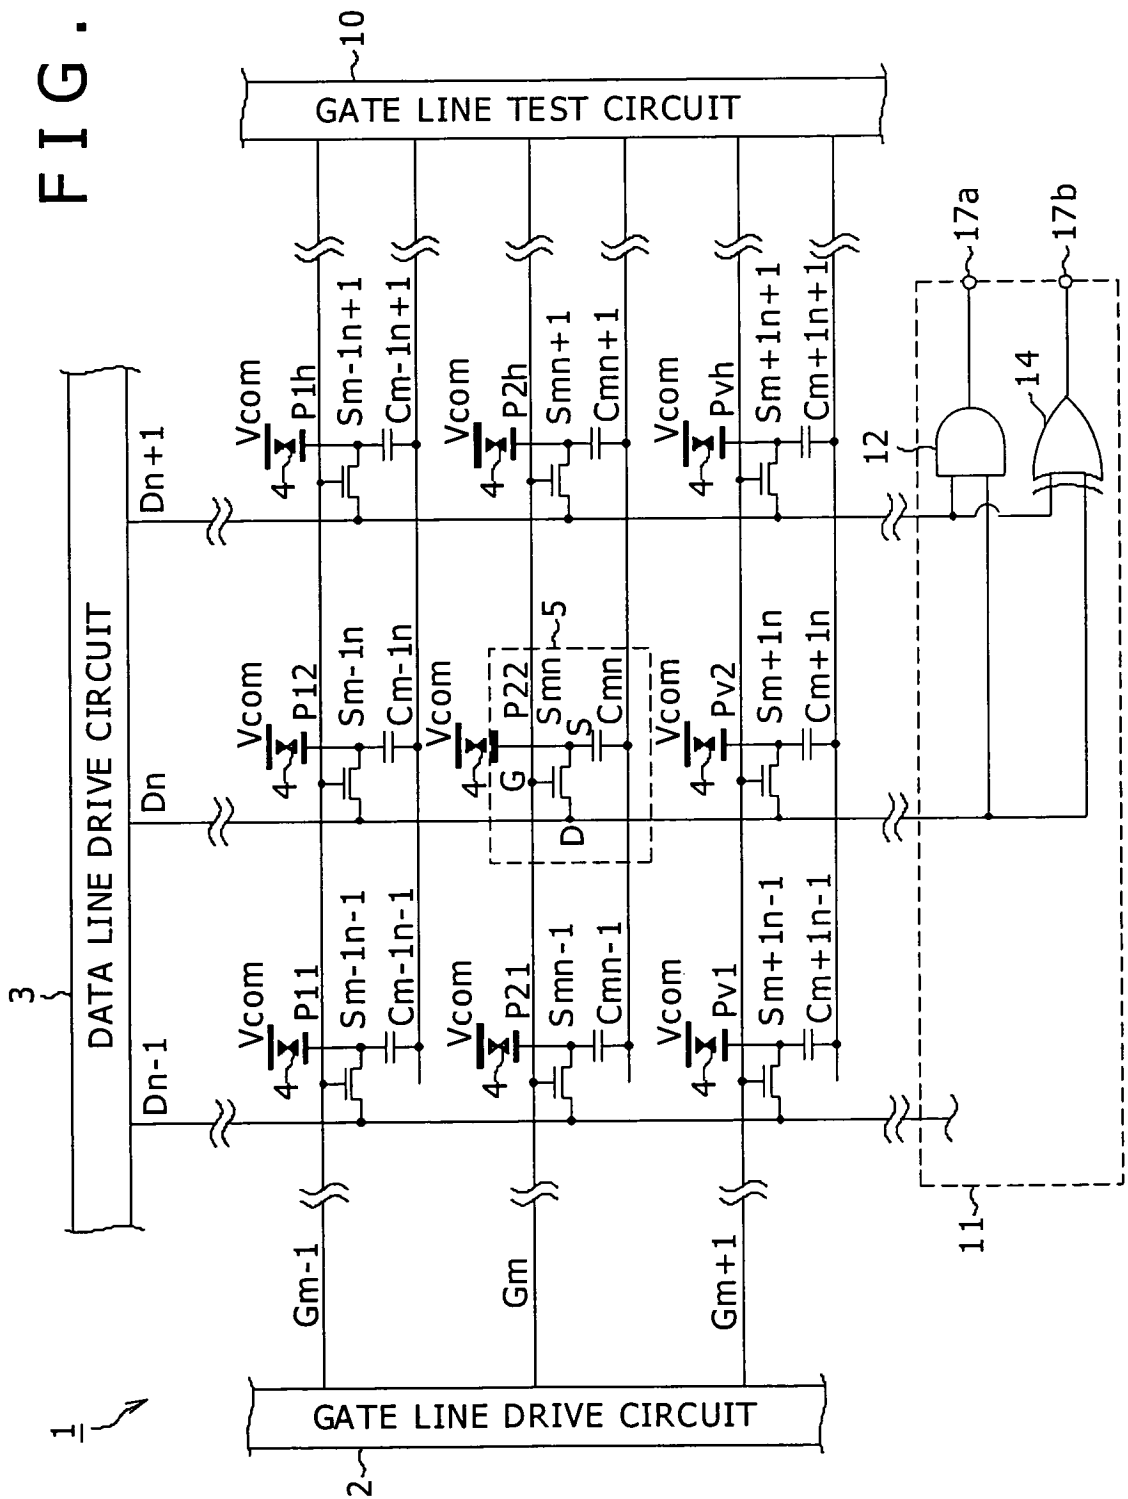 FIG.
1
3
DATA LINE DRIVE CIRCUIT
Dn-1
Dn
Dn+1
2
GATE LINE DRIVE CIRCUIT
10
GATE LINE TEST CIRCUIT
Gm-1
Vcom
4
P11
Sm-1n-1
Cm-1n-1
Vcom
4
P12
Sm-1n
Cm-1n
Vcom
4
P1h
Sm-1n+1
Cm-1n+1
Gm
Vcom
4
P21
Smn-1
Cmn-1
Vcom
4
P22
G
Smn
5
D
S
Cmn
Vcom
4
P2h
Smn+1
Cmn+1
Gm+1
Vcom
4
Pv1
Sm+1n-1
Cm+1n-1
Vcom
4
Pv2
Sm+1n
Cm+1n
Vcom
4
Pvh
Sm+1n+1
Cm+1n+1
11
12
17a
14
17b